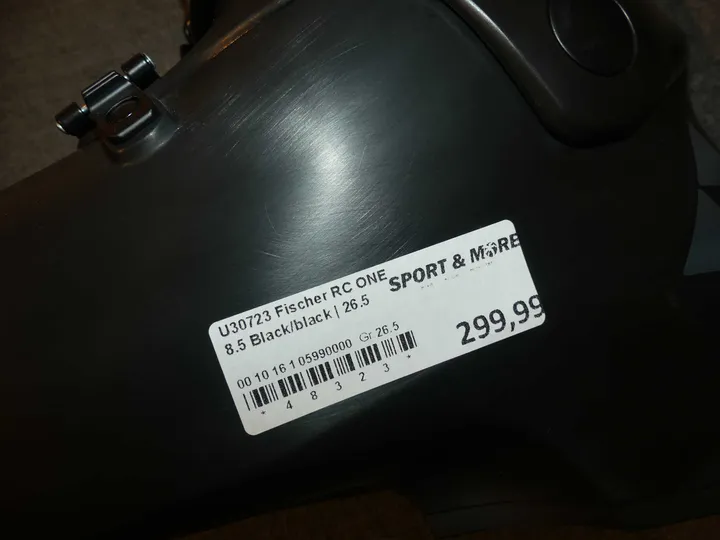 U30723 Fischer RC ONE
8.5 Black/black | 26.5
SPORT & MORE
00 10 16 1 05990000 Gr 26.5
299,99
* 4 8 3 2 3 *